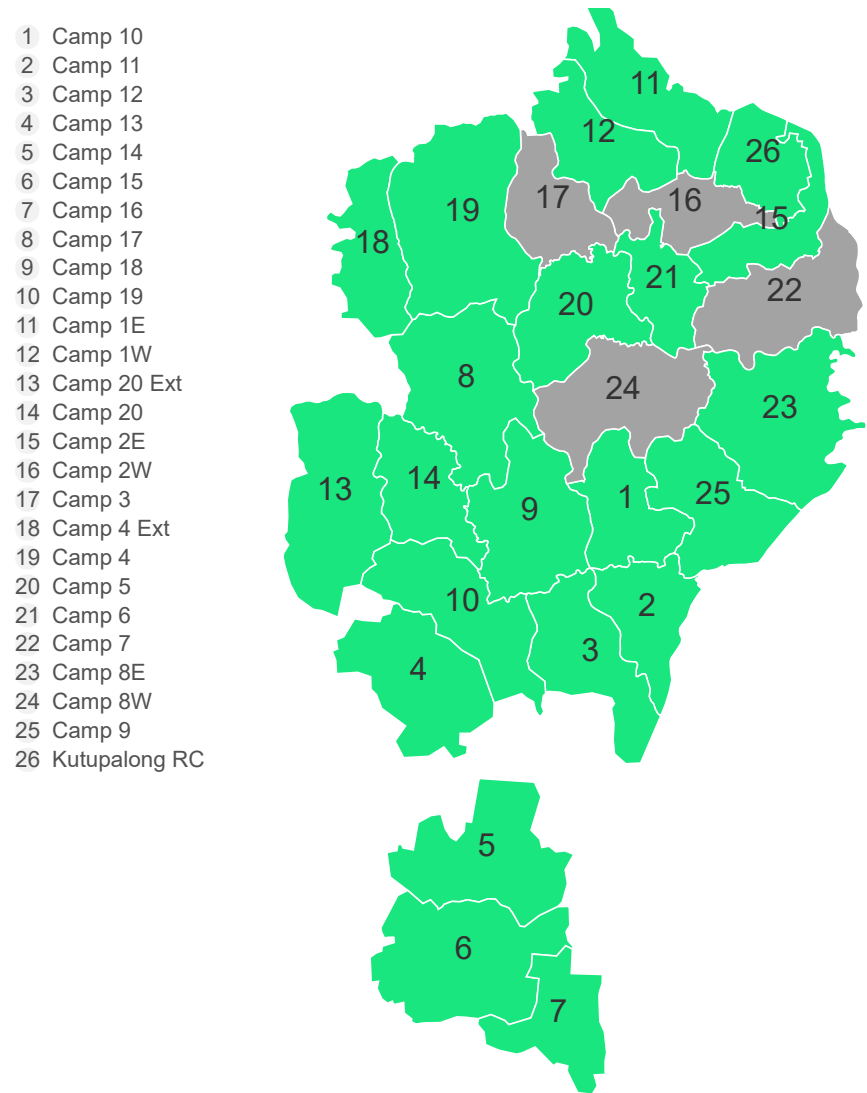 1 Camp 10
2 Camp 11
3 Camp 12
4 Camp 13
5 Camp 14
6 Camp 15
7 Camp 16
8 Camp 17
9 Camp 18
10 Camp 19
11 Camp 1E
12 Camp 1W
13 Camp 20 Ext
14 Camp 20
15 Camp 2E
16 Camp 2W
17 Camp 3
18 Camp 4 Ext
19 Camp 4
20 Camp 5
21 Camp 6
22 Camp 7
23 Camp 8E
24 Camp 8W
25 Camp 9
26 Kutupalong RC
11
12
26
17
16
19
15
18
21
22
20
8
24
23
14
13
25
1
9
10
2
3
4
5
6
7